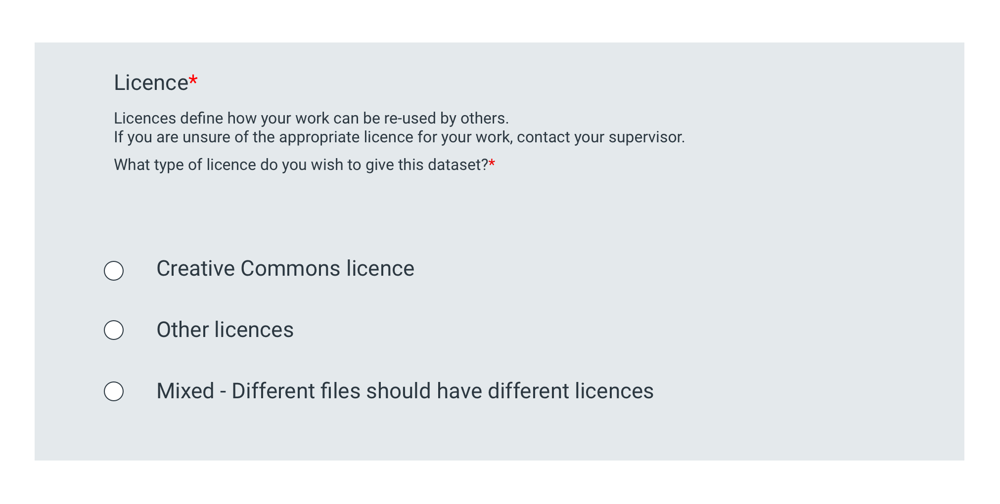 Licence*
Licences define how your work can be re-used by others.
If you are unsure of the appropriate licence for your work, contact your supervisor.
What type of licence do you wish to give this dataset?*
Creative Commons licence
Other licences
Mixed - Different files should have different licences